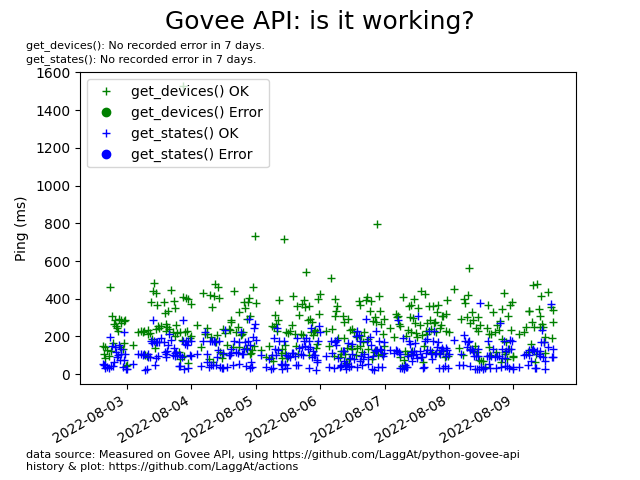 Govee API: is it working?
get_devices(): No recorded error in 7 days.
get_states(): No recorded error in 7 days.
1600
1400
1200
1000
800
600
400
200
0
Ping (ms)
get_devices() OK
get_devices() Error
get_states() OK
get_states() Error
2022-08-03
2022-08-04
2022-08-05
2022-08-06
2022-08-07
2022-08-08
2022-08-09
data source: Measured on Govee API, using https://github.com/LaggAt/python-govee-api
history & plot: https://github.com/LaggAt/actions